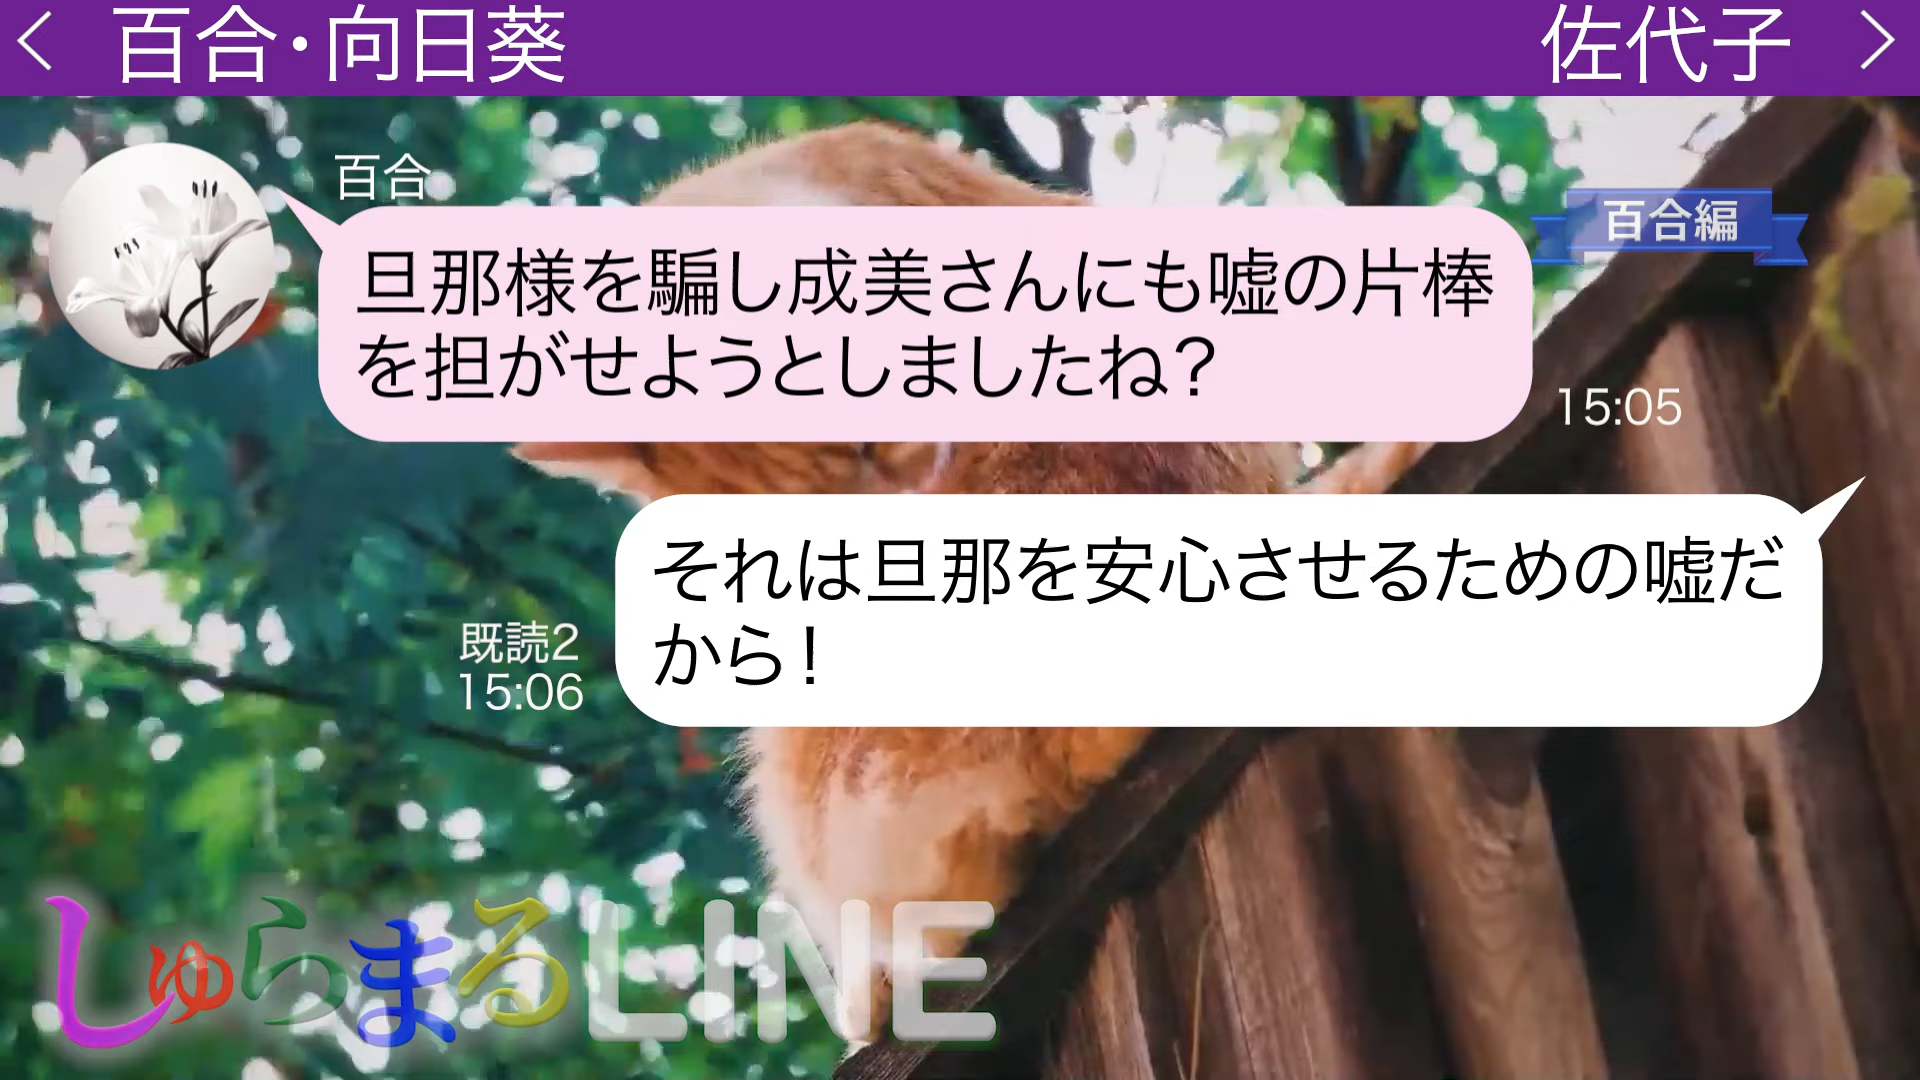 百合・向日葵
佐代子
百合
百合編
旦那様を騙し成美さんにも嘘の片棒
を担がせようとしましたね？
15:05
それは旦那を安心させるための嘘だ
から！
既読2
15:06
しゅらまるLINE